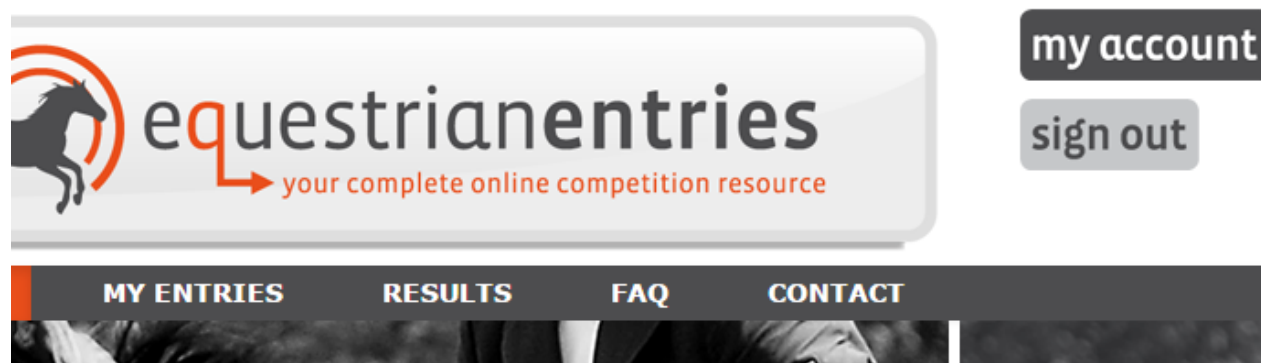 my account
equestrianentries
sign out
your complete online competition resource
MY ENTRIES RESULTS FAQ CONTACT